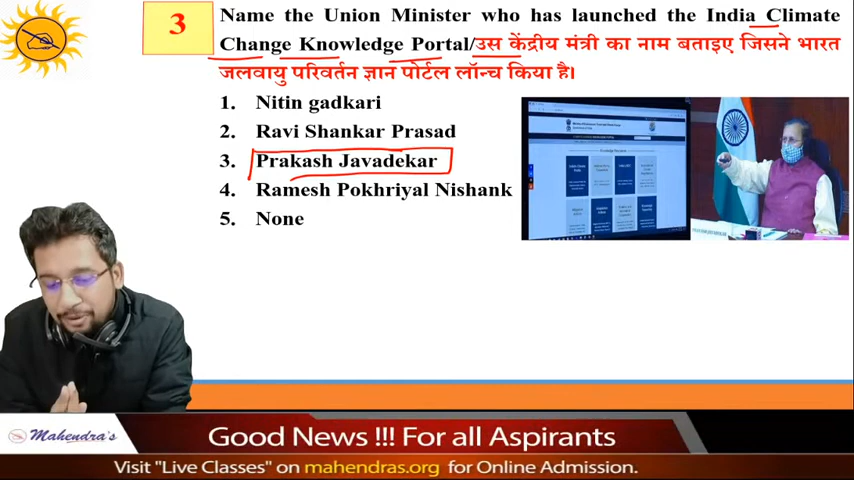 3
Name the Union Minister who has launched the India Climate
Change Knowledge Portal/उस केंद्रीय मंत्री का नाम बताइए जिसने भारत
जलवायु परिवर्तन ज्ञान पोर्टल लॉन्च किया है।
1. Nitin gadkari
2. Ravi Shankar Prasad
3. Prakash Javadekar
4. Ramesh Pokhriyal Nishank
5. None
Mahendra's
Good News !!! For all Aspirants
Visit "Live Classes" on mahendras.org for Online Admission.